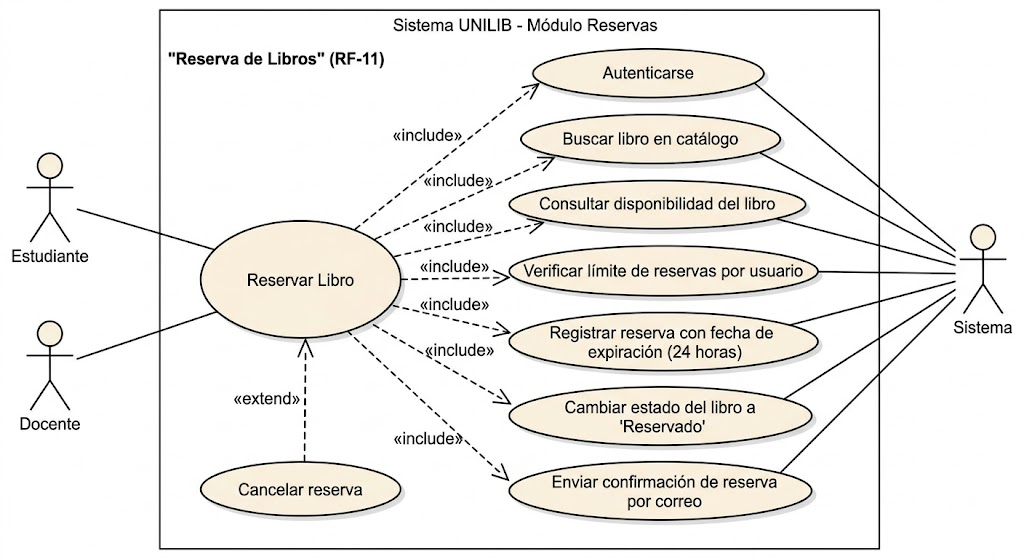 Sistema UNILIB - Módulo Reservas
"Reserva de Libros" (RF-11)
Autenticarse
«include»
Buscar libro en catálogo
«include»
Consultar disponibilidad del libro
«include»
Estudiante
Reservar Libro
«include»
Verificar límite de reservas por usuario
Sistema
«include»
Registrar reserva con fecha de
expiración (24 horas)
«include»
Docente
«extend»
Cambiar estado del libro a
'Reservado'
«include»
Cancelar reserva
Enviar confirmación de reserva
por correo